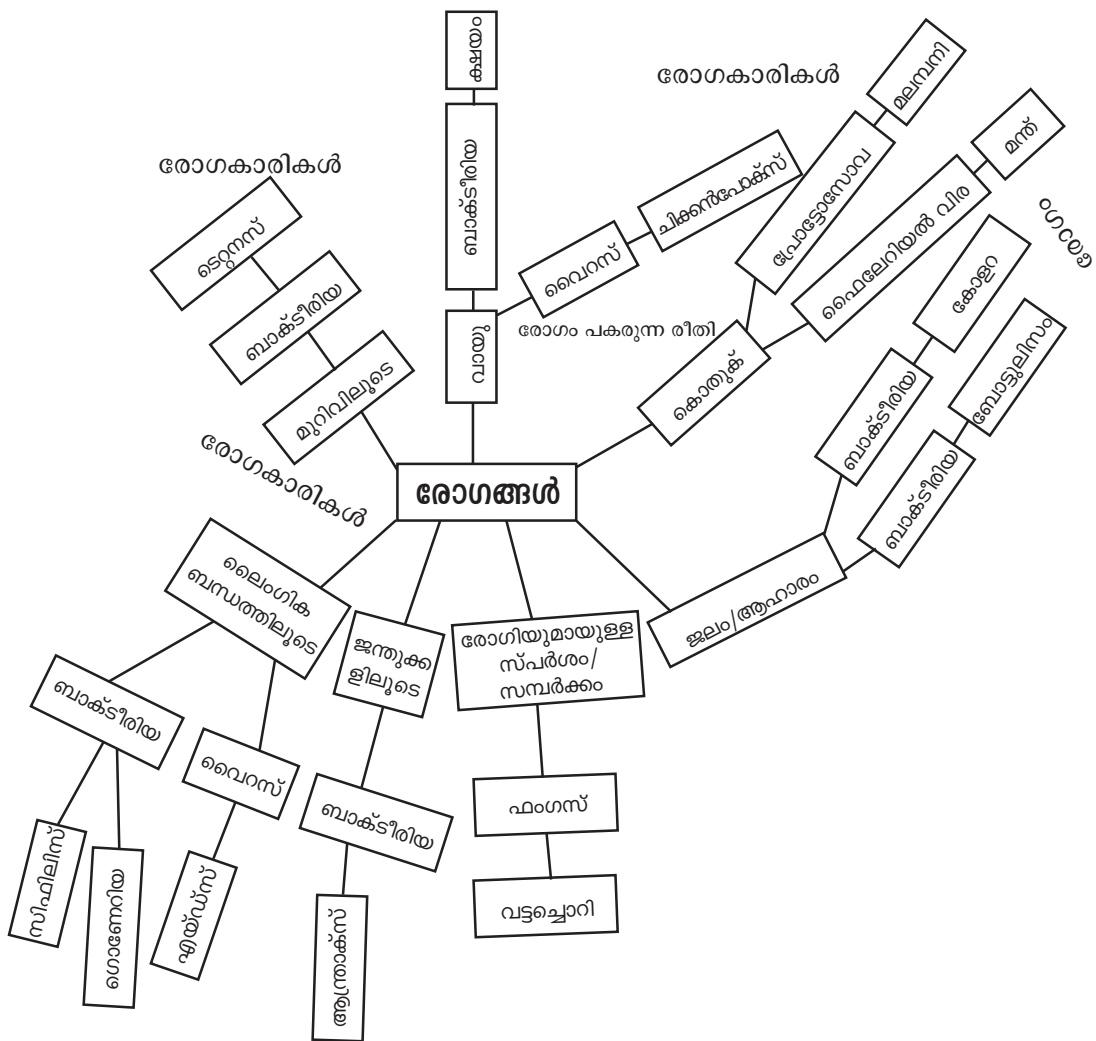 ക്ഷയം
ബാക്ടീരിയ
വായു
വൈറസ്
ചിക്കൻപോക്സ്
രോഗകാരികൾ
ടെറ്റനസ്
ബാക്ടീരിയ
മുറിവിലൂടെ
രോഗകാരികൾ
മലമ്പനി
പ്രോട്ടോസോവ
മന്ത്
ഫൈലേറിയൽ വിര
കൊതുക്
രോഗം പകരുന്ന രീതി
രോഗം
കോളറ
ബാക്ടീരിയ
ബോട്ടുലിസം
ബാക്ടീരിയ
ജലം/ആഹാരം
രോഗങ്ങൾ
രോഗകാരികൾ
ലൈംഗിക
ബന്ധത്തിലൂടെ
ബാക്ടീരിയ
സിഫിലിസ്
ഗൊണേറിയ
വൈറസ്
എയ്ഡ്സ്
ജന്തുക്ക
ളിലൂടെ
ബാക്ടീരിയ
ആന്ത്രാക്സ്
രോഗിയുമായുള്ള
സ്പർശം/
സമ്പർക്കം
ഫംഗസ്
വട്ടച്ചൊറി